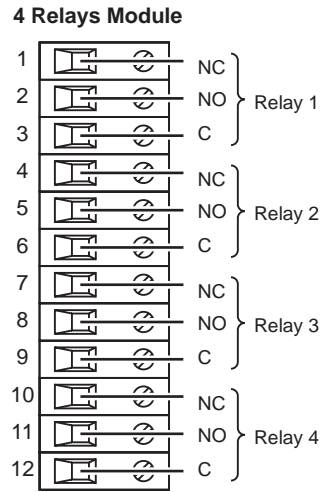 4 Relays Module
1 NC
2 NO Relay 1
3 C
4 NC
5 NO Relay 2
6 C
7 NC
8 NO Relay 3
9 C
10 NC
11 NO Relay 4
12 C